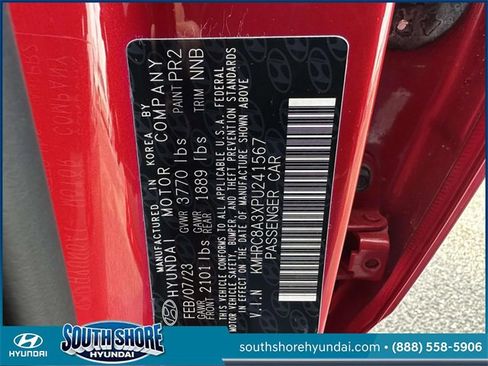 MANUFACTURED IN KOREA BY
HYUNDAI MOTOR COMPANY
FEB/07/23 GVWR 3770 lbs PAINT PR2
GAWR FRONT 2101lbs GAWR REAR 1889 lbs TRIM NNB
THIS VEHICLE CONFORMS TO ALL APPLICABLE U.S.A. FEDERAL
MOTOR VEHICLE SAFETY, BUMPER, AND THEFT PREVENTION STANDARDS
IN EFFECT ON THE DATE OF MANUFACTURE SHOWN ABOVE
V.I.N KMHRC8A3XPU241567
PASSENGER CAR
SOUTH SHORE
HYUNDAI
HYUNDAI
southshorehyundai.com • (888) 558-5906